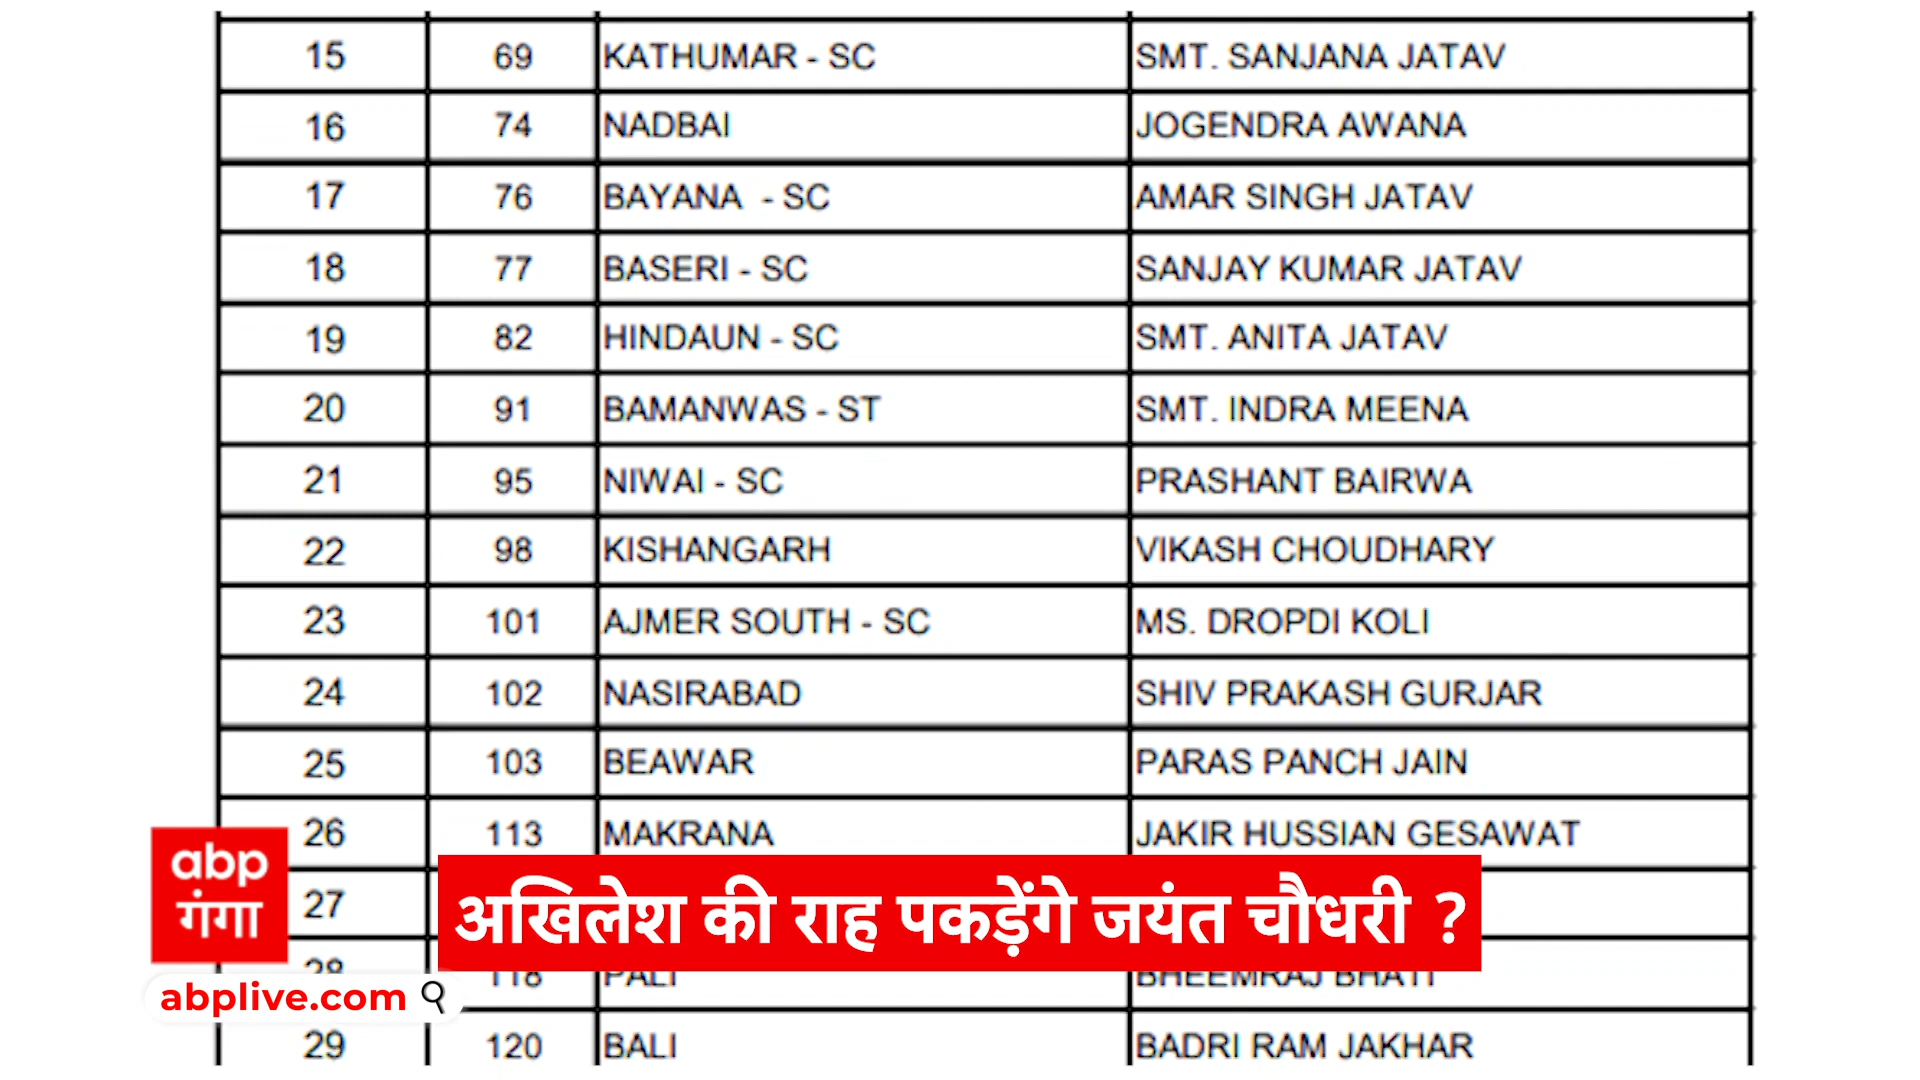 15 69 KATHUMAR - SC SMT. SANJANA JATAV
16 74 NADBAI JOGENDRA AWANA
17 76 BAYANA - SC AMAR SINGH JATAV
18 77 BASERI - SC SANJAY KUMAR JATAV
19 82 HINDAUN - SC SMT. ANITA JATAV
20 91 BAMANWAS - ST SMT. INDRA MEENA
21 95 NIWAI - SC PRASHANT BAIRWA
22 98 KISHANGARH VIKASH CHOUDHARY
23 101 AJMER SOUTH - SC MS. DROPDI KOLI
24 102 NASIRABAD SHIV PRAKASH GURJAR
25 103 BEAWAR PARAS PANCH JAIN
26 113 MAKRANA JAKIR HUSSIAN GESAWAT
abp
गंगा
27
अखिलेश की राह पकड़ेंगे जयंत चौधरी ?
28 118 PALI BHEEMRAJ BHATI
abplive.com
29 120 BALI BADRI RAM JAKHAR